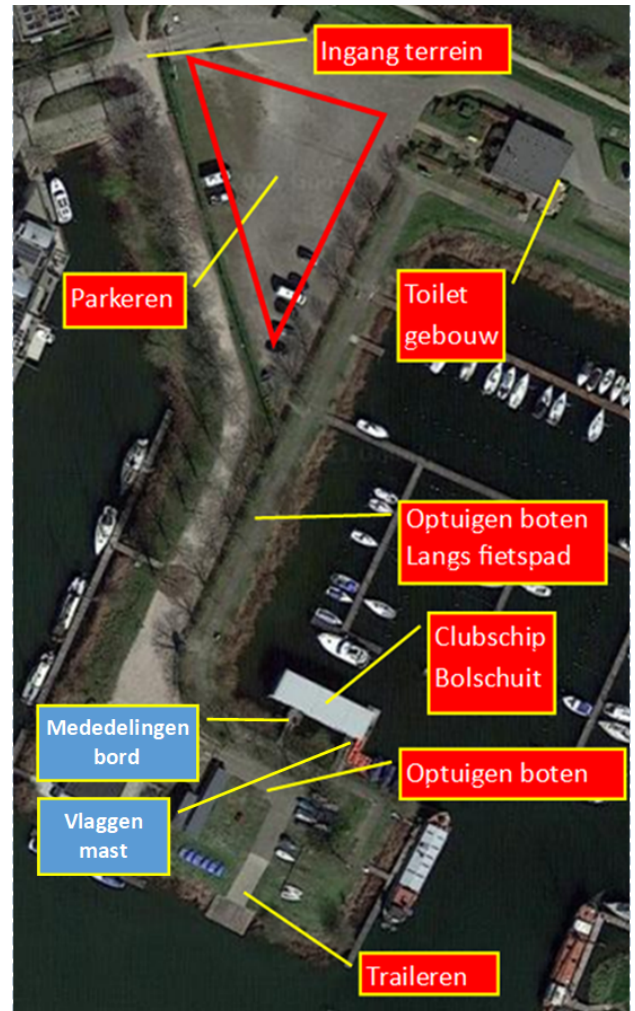 Ingang terrein
Parkeren
Toilet
gebouw
Optuigen boten
Langs fietspad
Clubschip
Bolschuit
Mededelingen
bord
Optuigen boten
Vlaggen
mast
Traileren